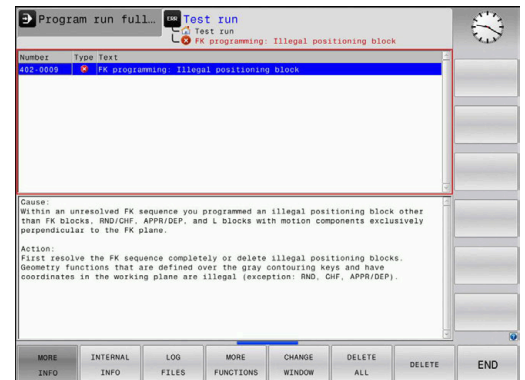 Program run full...
ERR Test run
Test run
FK programming: Illegal positioning block
Number Type Text
402-0009 FK programming: Illegal positioning block
Cause:
Within an unresolved FK sequence you programmed an illegal positioning block other
than FK blocks, RND/CHF, APPR/DEP, and L blocks with motion components exclusively
perpendicular to the FK plane.
Action:
First resolve the FK sequence completely or delete illegal positioning blocks.
Geometry functions that are defined over the gray contouring keys and have
coordinates in the working plane are illegal (exception: RND, CHF, APPR/DEP).
MORE INFO
INTERNAL INFO
LOG FILES
MORE FUNCTIONS
CHANGE WINDOW
DELETE ALL
DELETE
END